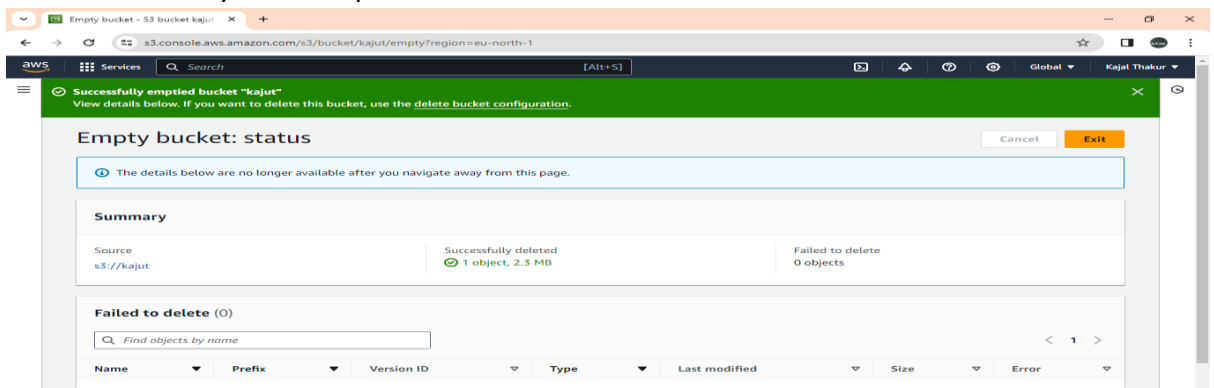 Empty bucket - S3 bucket kajut
s3.console.aws.amazon.com/s3/bucket/kajut/empty?region=eu-north-1
aws Services Search [Alt+S] Global Kajal Thakur
Successfully emptied bucket "kajut"
View details below. If you want to delete this bucket, use the delete bucket configuration.
Empty bucket: status Cancel Exit
The details below are no longer available after you navigate away from this page.
Summary
Source Successfully deleted Failed to delete
s3://kajut 1 object, 2.3 MB 0 objects
Failed to delete (0)
Find objects by name 1
Name Prefix Version ID Type Last modified Size Error